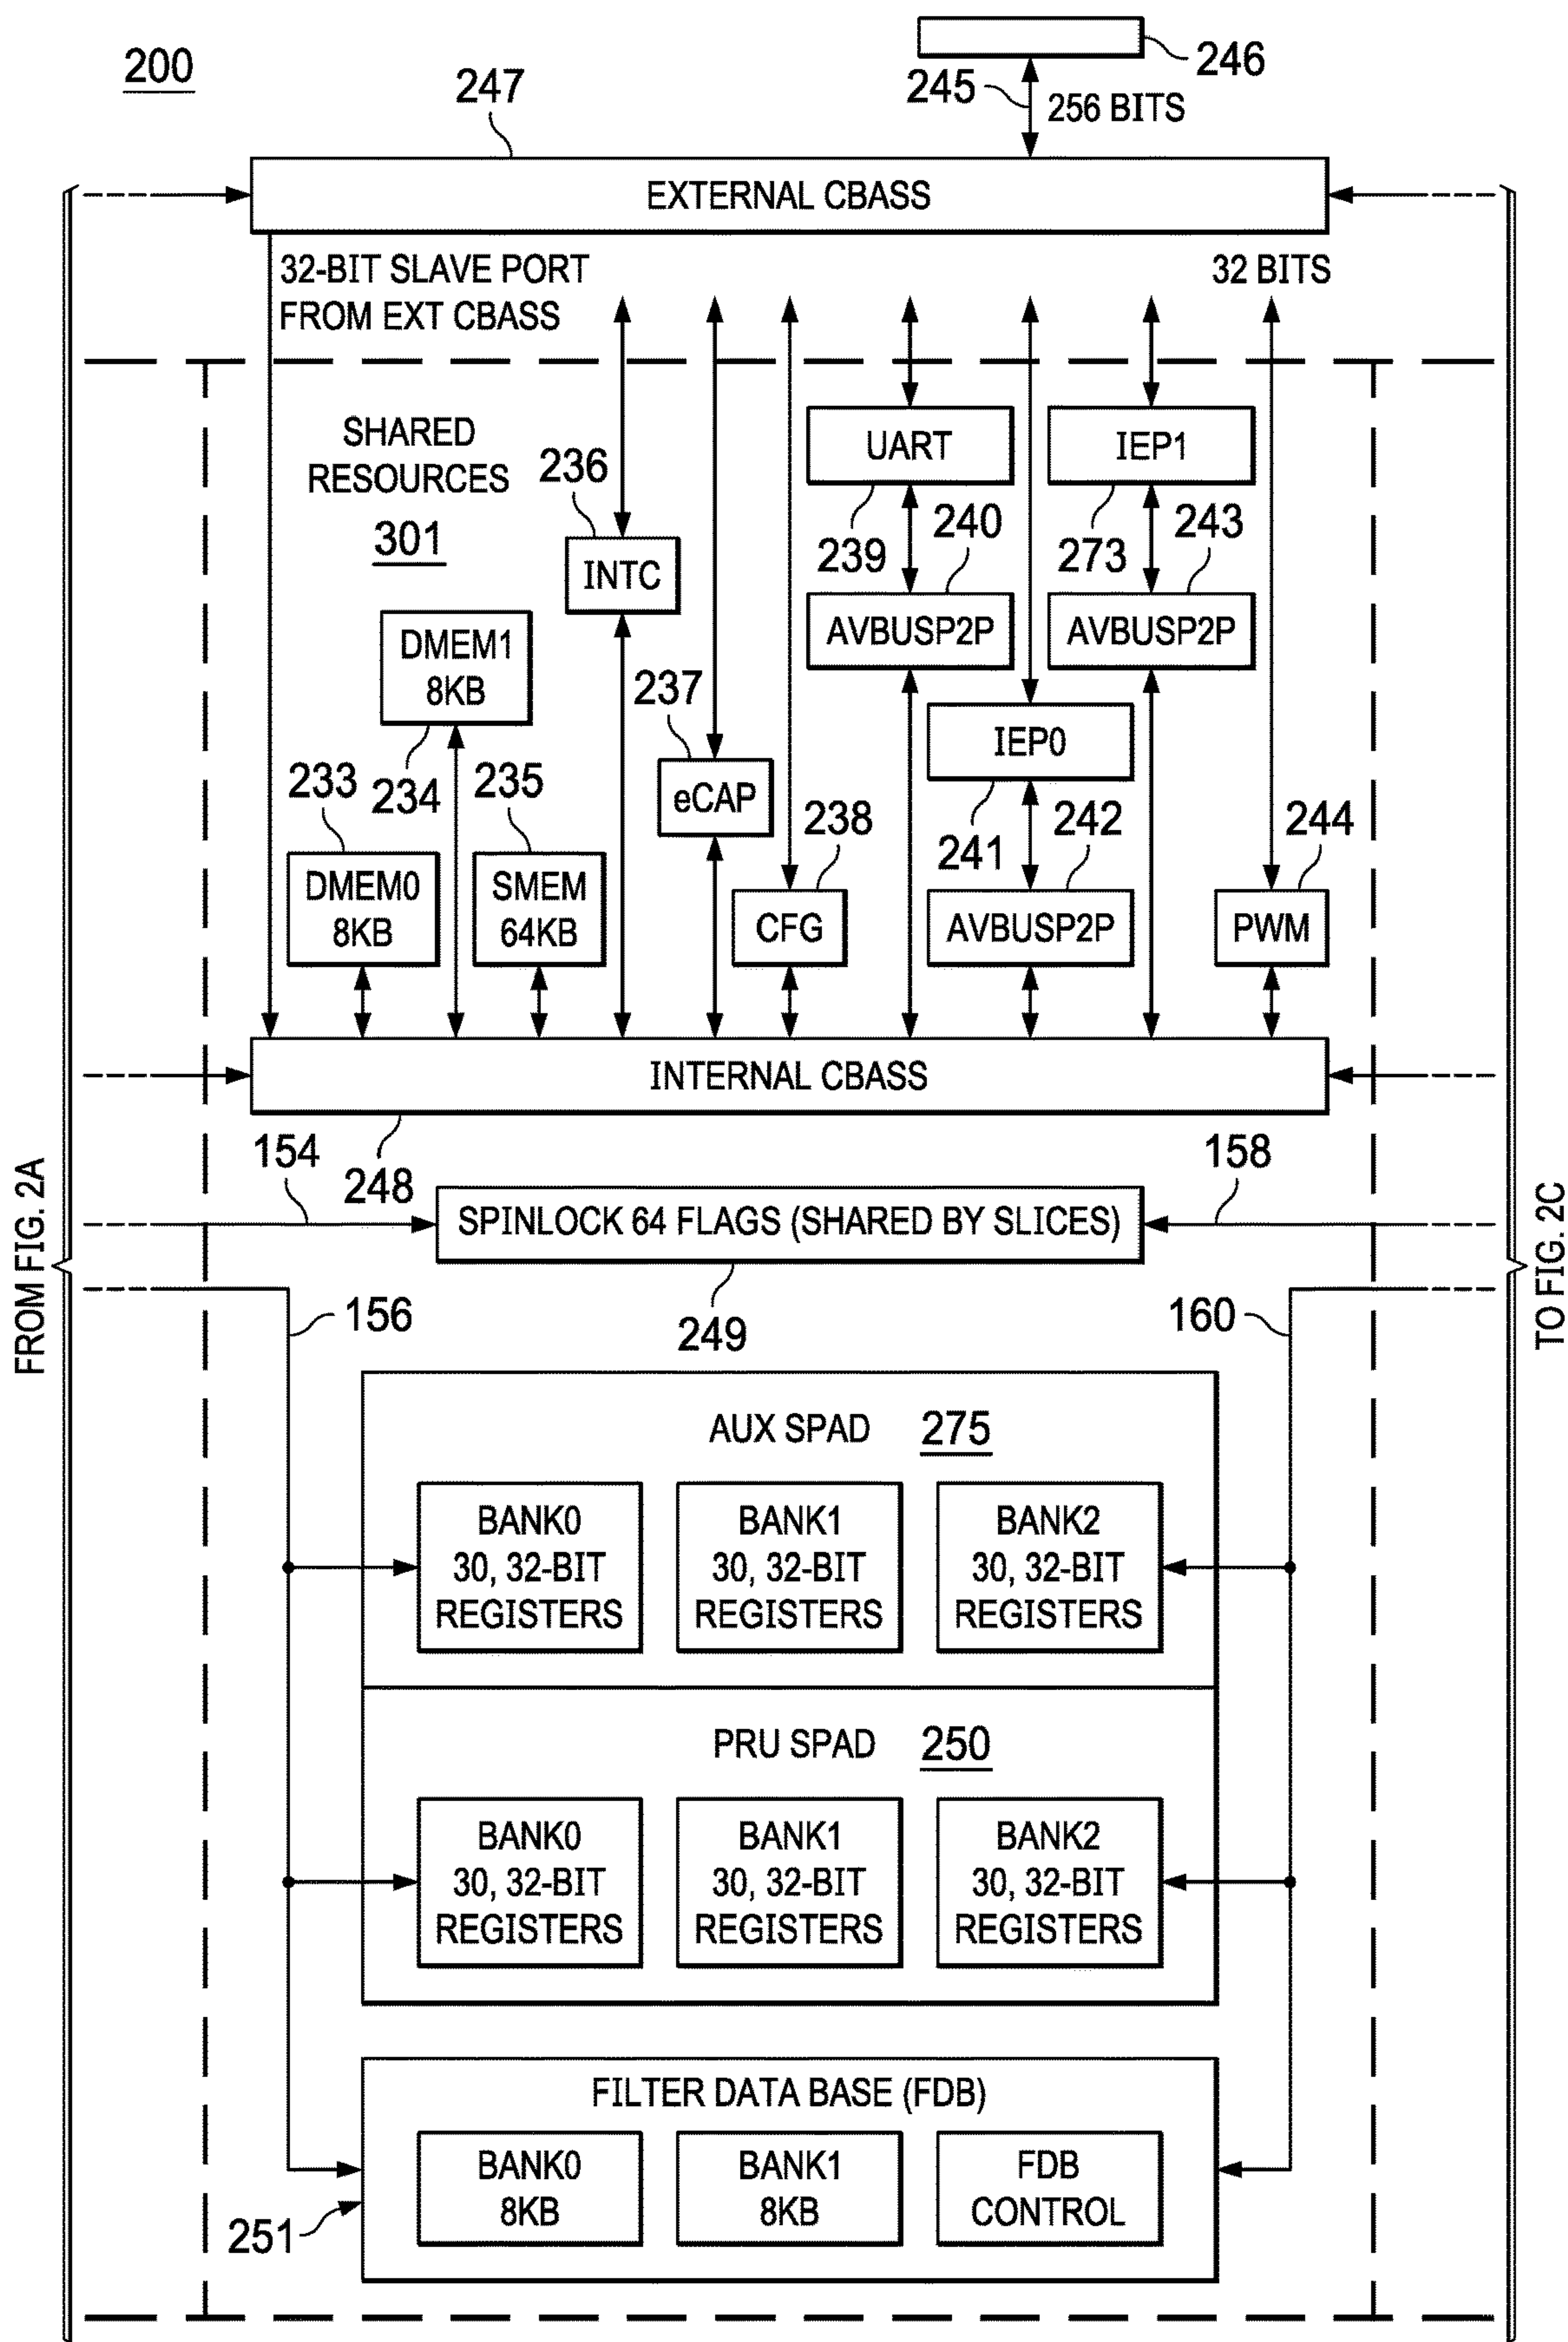 200
246
245
256 BITS
247
EXTERNAL CBASS
32-BIT SLAVE PORT
FROM EXT CBASS
32 BITS
SHARED
RESOURCES
301
236
INTC
UART
239
240
AVBUSP2P
IEP1
273
243
AVBUSP2P
DMEM1
8KB
234
237
eCAP
IEP0
241
242
AVBUSP2P
233
DMEM0
8KB
235
SMEM
64KB
238
CFG
244
PWM
INTERNAL CBASS
248
154
158
SPINLOCK 64 FLAGS (SHARED BY SLICES)
249
FROM FIG. 2A
TO FIG. 2C
156
160
AUX SPAD 275
BANK0
30, 32-BIT
REGISTERS
BANK1
30, 32-BIT
REGISTERS
BANK2
30, 32-BIT
REGISTERS
PRU SPAD 250
BANK0
30, 32-BIT
REGISTERS
BANK1
30, 32-BIT
REGISTERS
BANK2
30, 32-BIT
REGISTERS
FILTER DATA BASE (FDB)
BANK0
8KB
BANK1
8KB
FDB
CONTROL
251